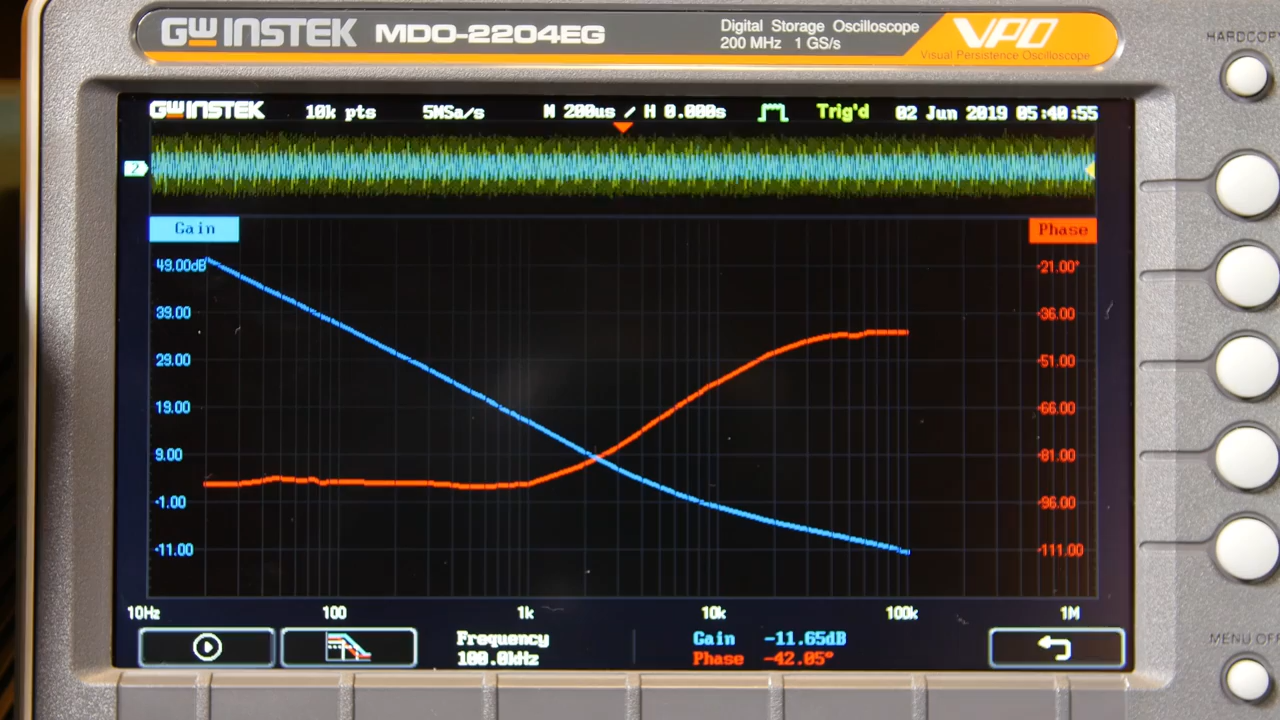 GW INSTEK MDO-2204EG Digital Storage Oscilloscope VPO
200 MHz 1 GS/s Visual Persistence Oscilloscope
HARDCOPY
GW INSTEK 10k pts 5MSa/s M 200us / H 0.000s Trig'd 02 Jun 2019 05:40:55
2
Gain Phase
49.00dB -21.00°
39.00 -36.00
29.00 -51.00
19.00 -66.00
9.00 -81.00
-1.00 -96.00
-11.00 -111.00
10Hz 100 1k 10k 100k 1M
Frequency Gain -11.65dB
100.0kHz Phase -42.05°
MENU OFF